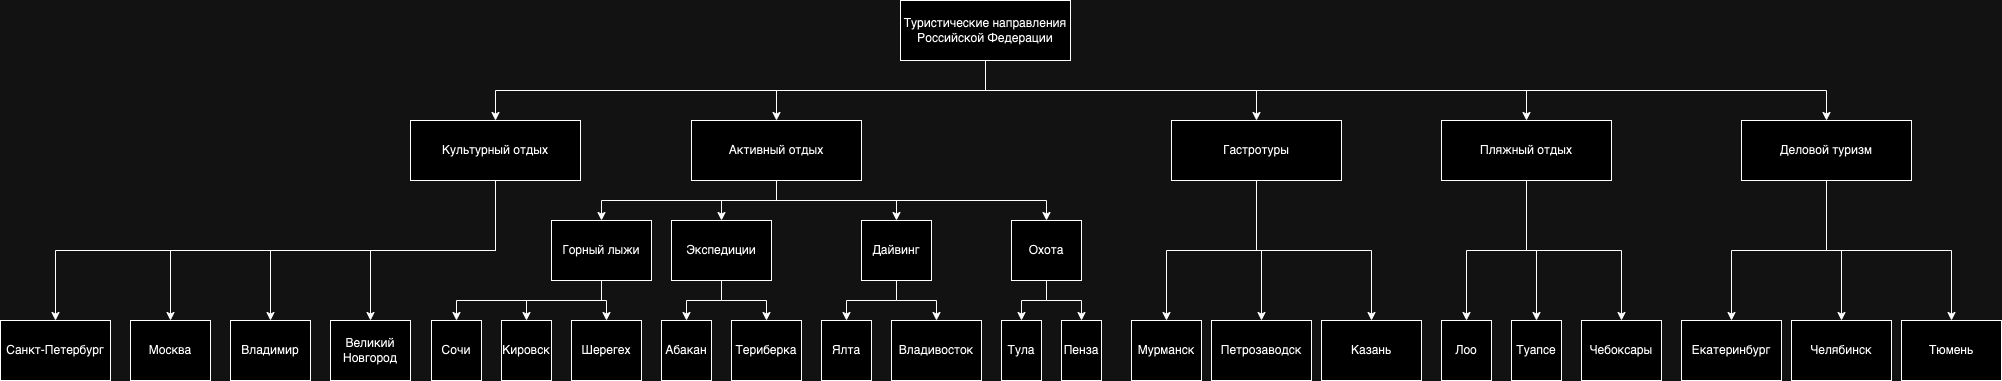 Туристические направления
Российской Федерации
Культурный отдых
Активный отдых
Гастротуры
Пляжный отдых
Деловой туризм
Горный лыжи
Экспедиции
Дайвинг
Охота
Санкт-Петербург
Москва
Владимир
Великий
Новгород
Сочи
Кировск
Шерегех
Абакан
Териберка
Ялта
Владивосток
Тула
Пенза
Мурманск
Петрозаводск
Казань
Лоо
Туапсе
Чебоксары
Екатеринбург
Челябинск
Тюмень